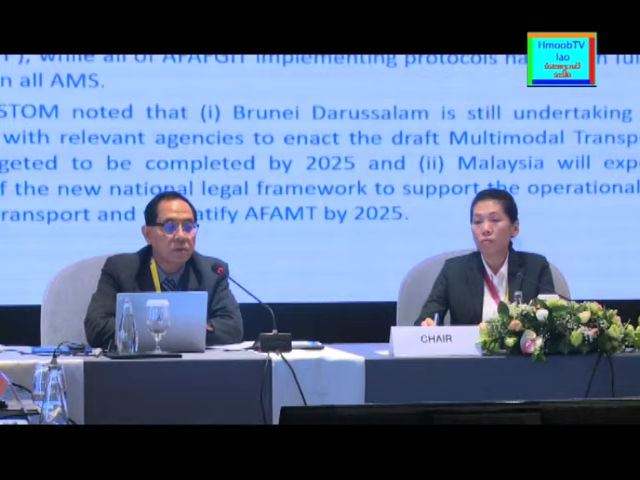 HmoobTV
lao
), while all of AFAFGIT implementing protocols
n all AMS.
STOM noted that (i) Brunei Darussalam is still undertaking
with relevant agencies to enact the draft Multimodal Transp
geted to be completed by 2025 and (ii) Malaysia will exp
f the new national legal framework to support the operational
ransport and ratify AFAMT by 2025.
CHAIR